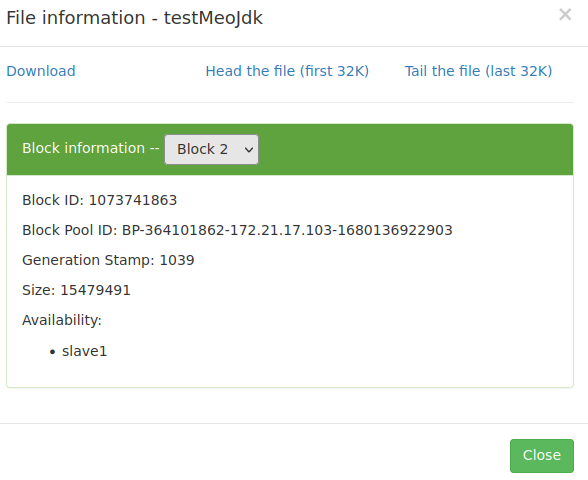 File information - testMeoJdk
×
Download Head the file (first 32K) Tail the file (last 32K)
Block information -- Block 2
Block ID: 1073741863
Block Pool ID: BP-364101862-172.21.17.103-1680136922903
Generation Stamp: 1039
Size: 15479491
Availability:
• slave1
Close